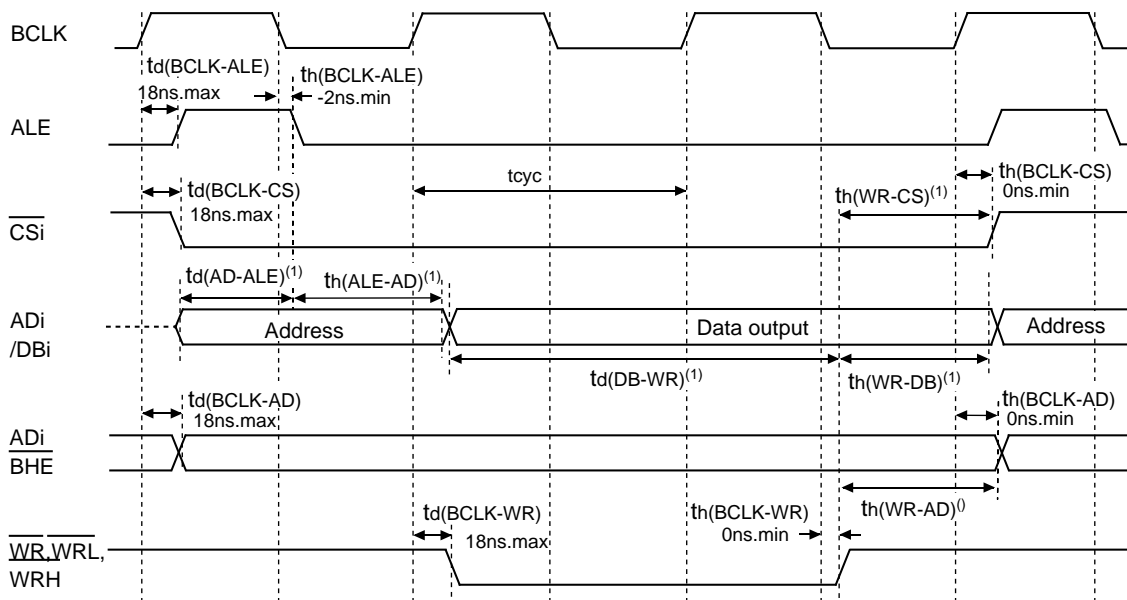 BCLK
td(BCLK-ALE)
18ns.max
th(BCLK-ALE)
-2ns.min
ALE
td(BCLK-CS)
18ns.max
tcyc
th(BCLK-CS)
0ns.min
th(WR-CS)(1)
CSi
td(AD-ALE)(1)
th(ALE-AD)(1)
ADi
/DBi
Address
Data output
Address
td(DB-WR)(1)
th(WR-DB)(1)
td(BCLK-AD)
18ns.max
th(BCLK-AD)
0ns.min
ADi
BHE
th(WR-AD)()
td(BCLK-WR)
18ns.max
th(BCLK-WR)
0ns.min
WR,WRL,
WRH